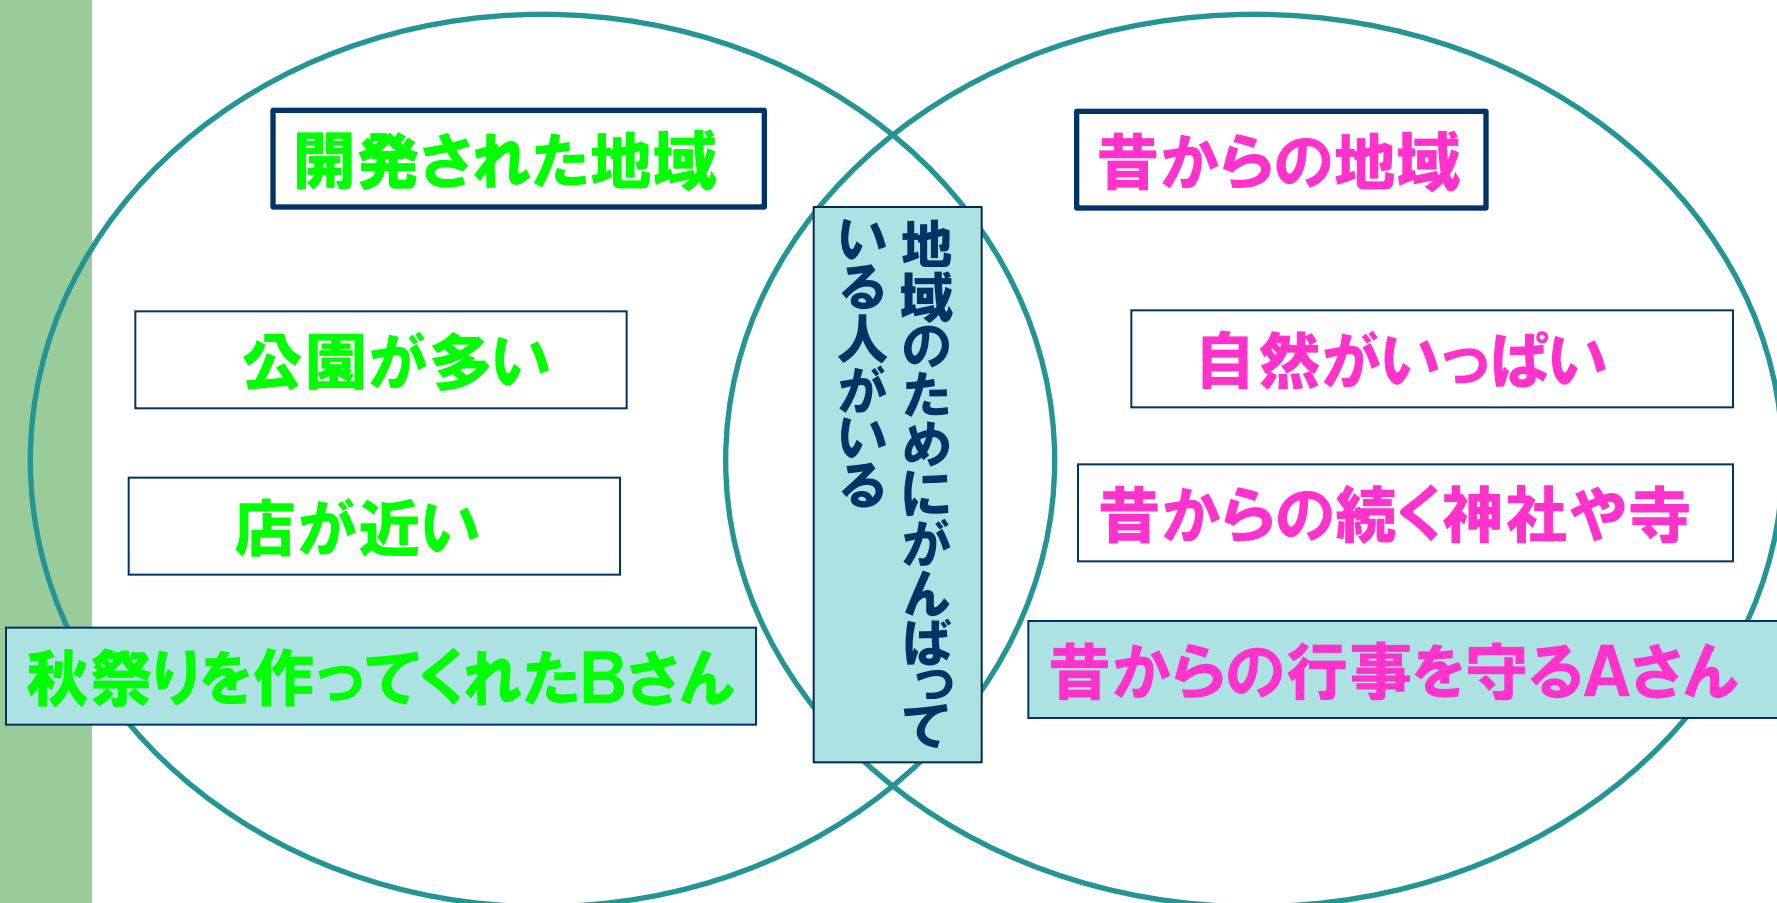 開発された地域
公園が多い
店が近い
秋祭りを作ってくれたBさん
地域のためにがんばって
いる人がいる
昔からの地域
自然がいっぱい
昔からの続く神社や寺
昔からの行事を守るAさん